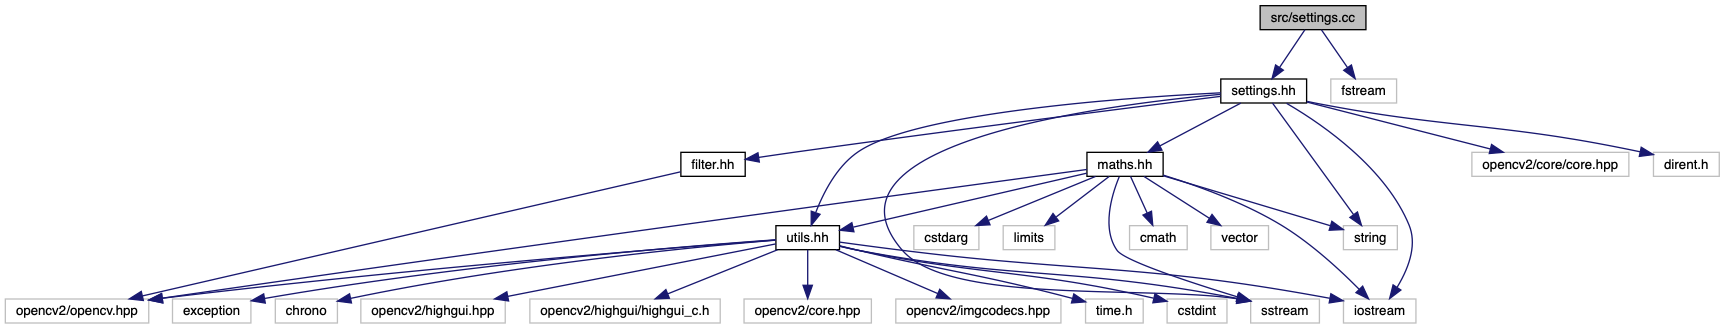 src/settings.cc
settings.hh
fstream
filter.hh
maths.hh
opencv2/core/core.hpp
dirent.h
utils.hh
cstdarg
limits
cmath
vector
string
opencv2/opencv.hpp
exception
chrono
opencv2/highgui.hpp
opencv2/highgui/highgui_c.h
opencv2/core.hpp
opencv2/imgcodecs.hpp
time.h
cstdint
sstream
iostream